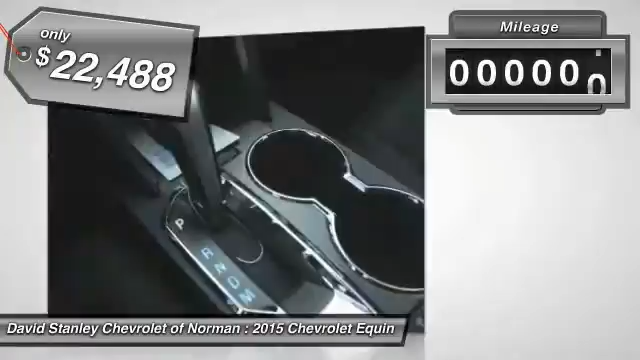 only
$22,488
Mileage
000000
P
R
N
D
M
David Stanley Chevrolet of Norman : 2015 Chevrolet Equin